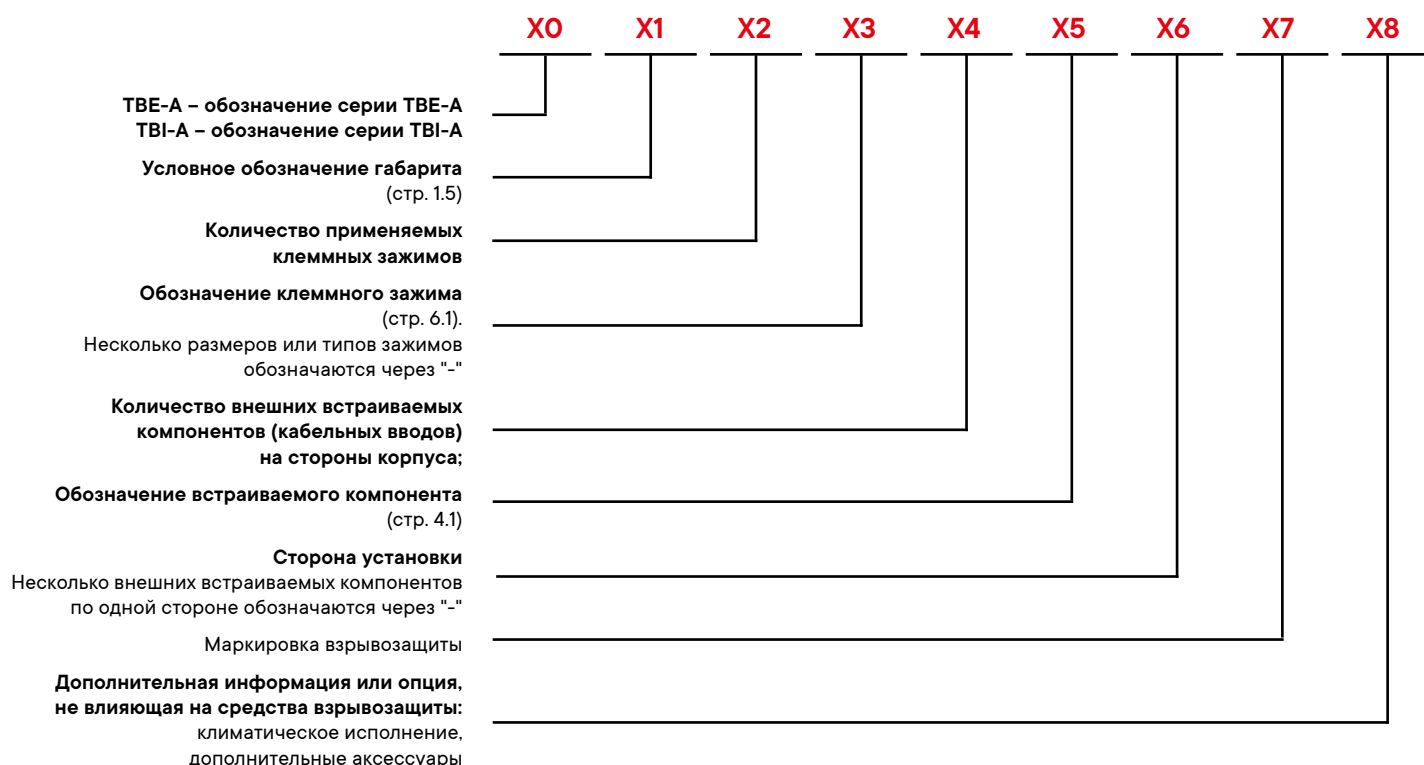 X0 X1 X2 X3 X4 X5 X6 X7 X8
TBE-A – обозначение серии TBE-A
TBI-A – обозначение серии TBI-A
Условное обозначение габарита
(стр. 1.5)
Количество применяемых
клеммных зажимов
Обозначение клеммного зажима
(стр. 6.1).
Несколько размеров или типов зажимов
обозначаются через "-"
Количество внешних встраиваемых
компонентов (кабельных вводов)
на стороны корпуса;
Обозначение встраиваемого компонента
(стр. 4.1)
Сторона установки
Несколько внешних встраиваемых компонентов
по одной стороне обозначаются через "-"
Маркировка взрывозащиты
Дополнительная информация или опция,
не влияющая на средства взрывозащиты:
климатическое исполнение,
дополнительные аксессуары